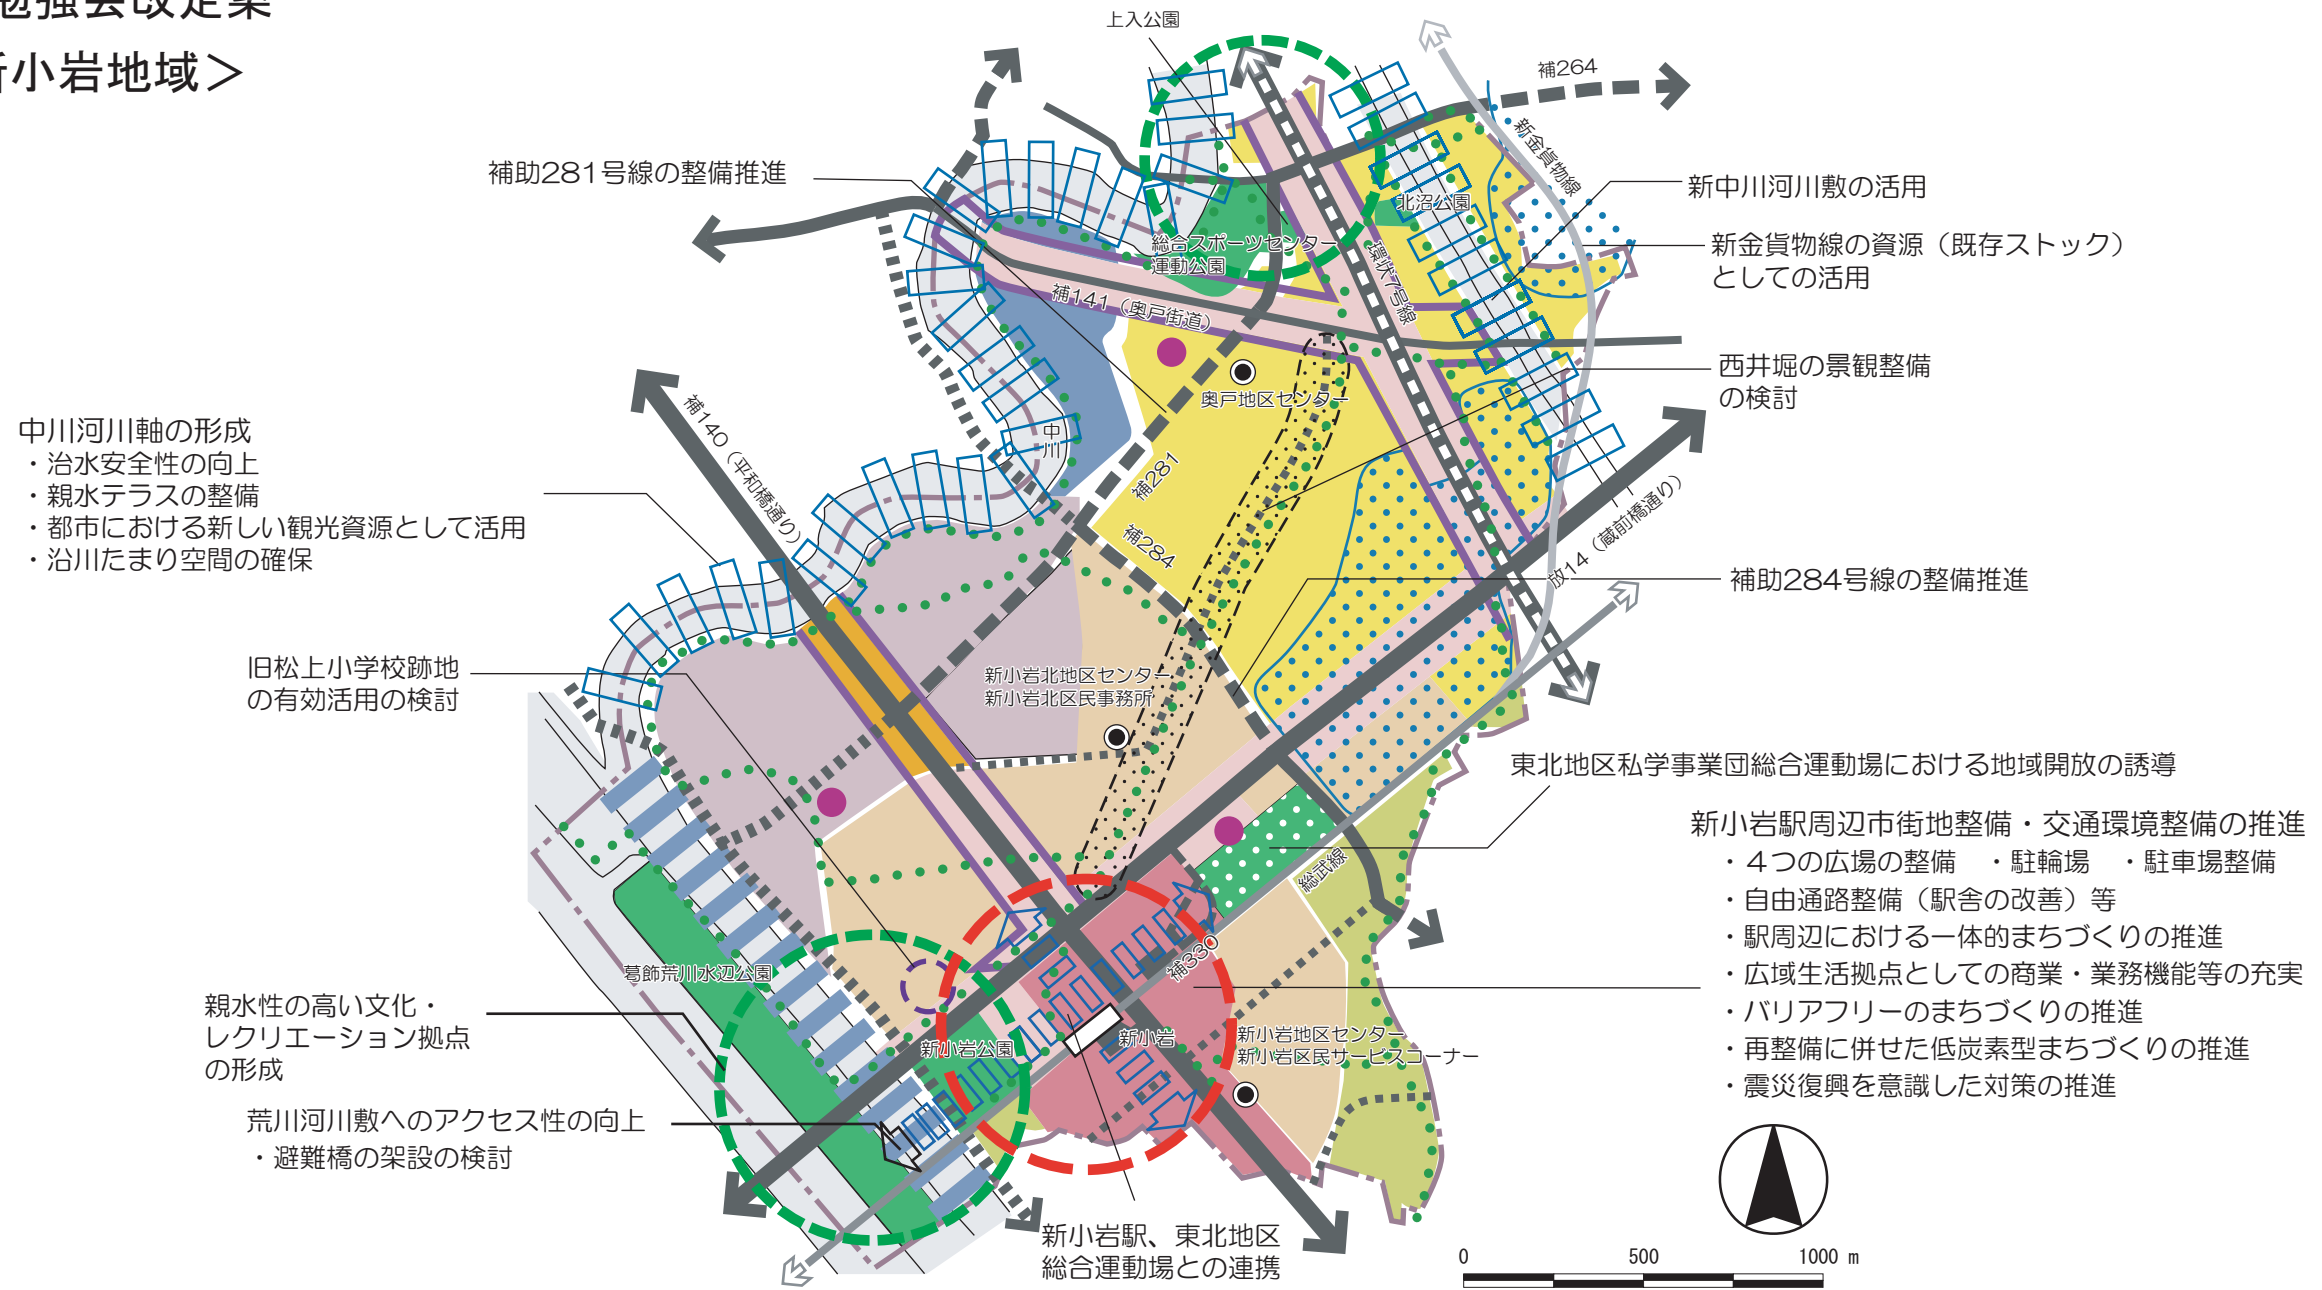 勉強会改定案
新小岩地域＞
上入公園
補264
新金貨物線
補助281号線の整備推進
新中川河川敷の活用
北沼公園
新金貨物線の資源（既存ストック）
としての活用
総合スポーツセンター
運動公園
環状7号線
補141（奥戸街道）
西井堀の景観整備
の検討
奥戸地区センター
補140（平和橋通り）
中川
中川河川軸の形成
・治水安全性の向上
・親水テラスの整備
・都市における新しい観光資源として活用
・沿川たまり空間の確保
補281
補284
放14（蔵前橋通り）
補助284号線の整備推進
旧松上小学校跡地
の有効活用の検討
新小岩北地区センター
新小岩北区民事務所
東北地区私学事業団総合運動場における地域開放の誘導
新小岩駅周辺市街地整備・交通環境整備の推進
・４つの広場の整備　・駐輪場　・駐車場整備
・自由通路整備（駅舎の改善）等
・駅周辺における一体的まちづくりの推進
・広域生活拠点としての商業・業務機能等の充実
・バリアフリーのまちづくりの推進
・再整備に併せた低炭素型まちづくりの推進
・震災復興を意識した対策の推進
総武線
補330
葛飾荒川水辺公園
親水性の高い文化・
レクリエーション拠点
の形成
新小岩公園
新小岩
新小岩地区センター
新小岩区民サービスコーナー
荒川河川敷へのアクセス性の向上
・避難橋の架設の検討
新小岩駅、東北地区
総合運動場との連携
0　500　1000 m